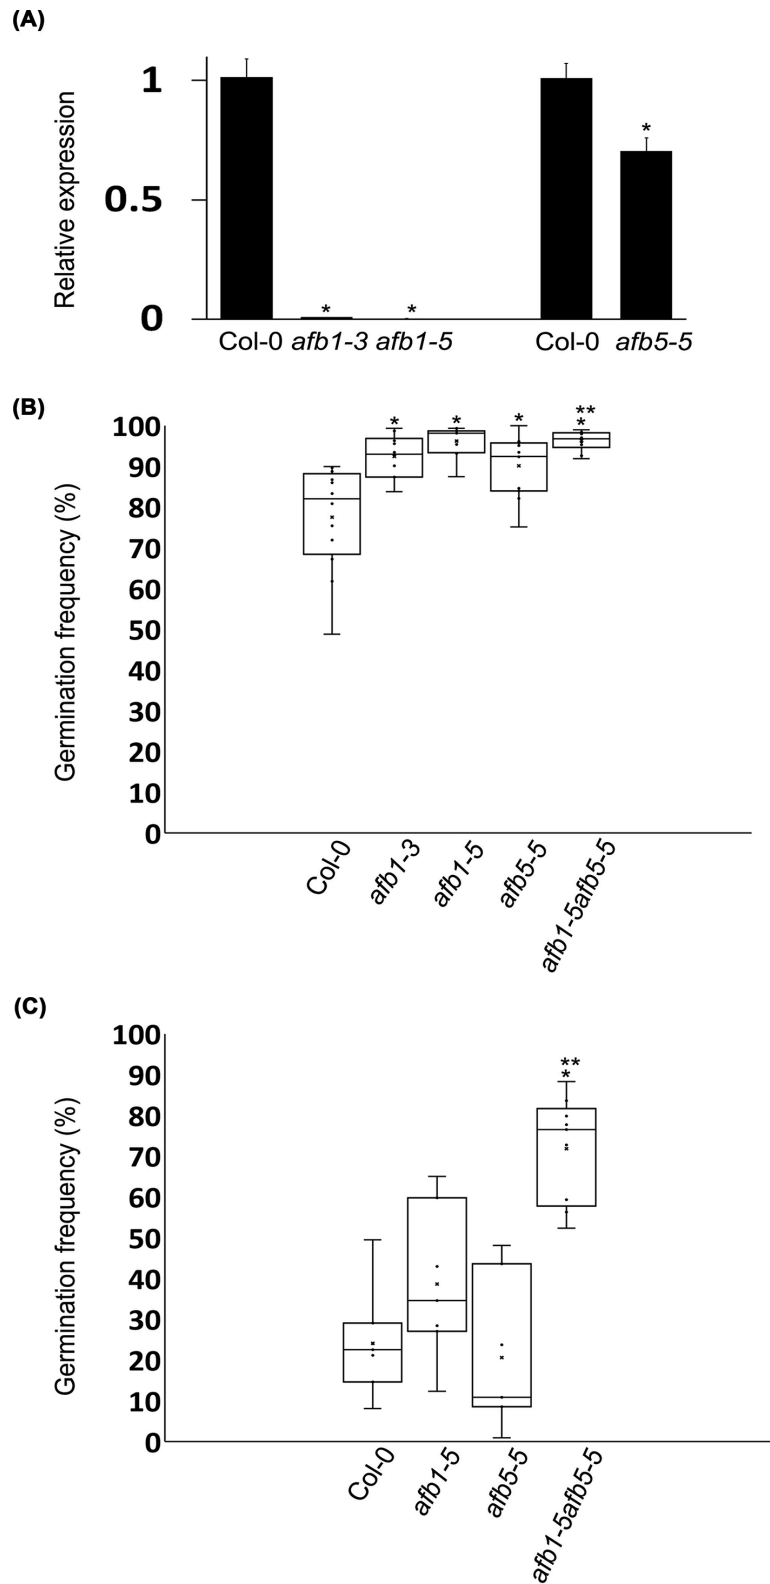 (A)
Relative expression
1
0.5
0
*
*
*
Col-0 afb1-3 afb1-5
Col-0 afb5-5
(B)
Germination frequency (%)
100
90
80
70
60
50
40
30
20
10
0
*
*
*
**
*
Col-0
afb1-3
afb1-5
afb5-5
afb1-5afb5-5
(C)
Germination frequency (%)
100
90
80
70
60
50
40
30
20
10
0
**
*
Col-0
afb1-5
afb5-5
afb1-5afb5-5